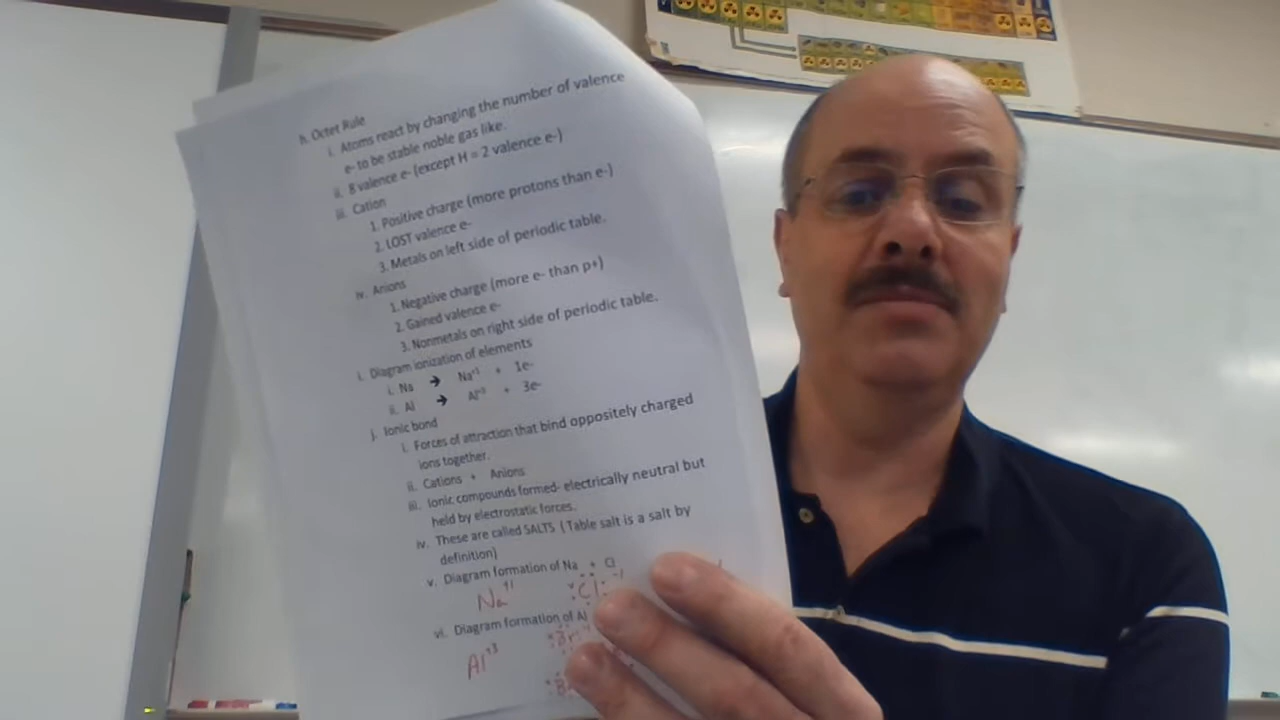 h. Octet Rule
i. Atoms react by changing the number of valence
e- to be stable noble gas like.
ii. 8 valence e- (except H = 2 valence e-)
iii. Cation
1. Positive charge (more protons than e-)
2. LOST valence e-
3. Metals on left side of periodic table.
iv. Anions
1. Negative charge (more e- than p+)
2. Gained valence e-
3. Nonmetals on right side of periodic table.
i. Diagram ionization of elements
i. Na → Na+1 + 1e-
ii. Al → Al+3 + 3e-
j. Ionic bond
i. Forces of attraction that bind oppositely charged
ions together.
ii. Cations + Anions
iii. Ionic compounds formed- electrically neutral but
held by electrostatic forces.
iv. These are called SALTS ( Table salt is a salt by
definition)
v. Diagram formation of Na + Cl
Na+1 Cl -1
vi. Diagram formation of Al
Br
Al+3